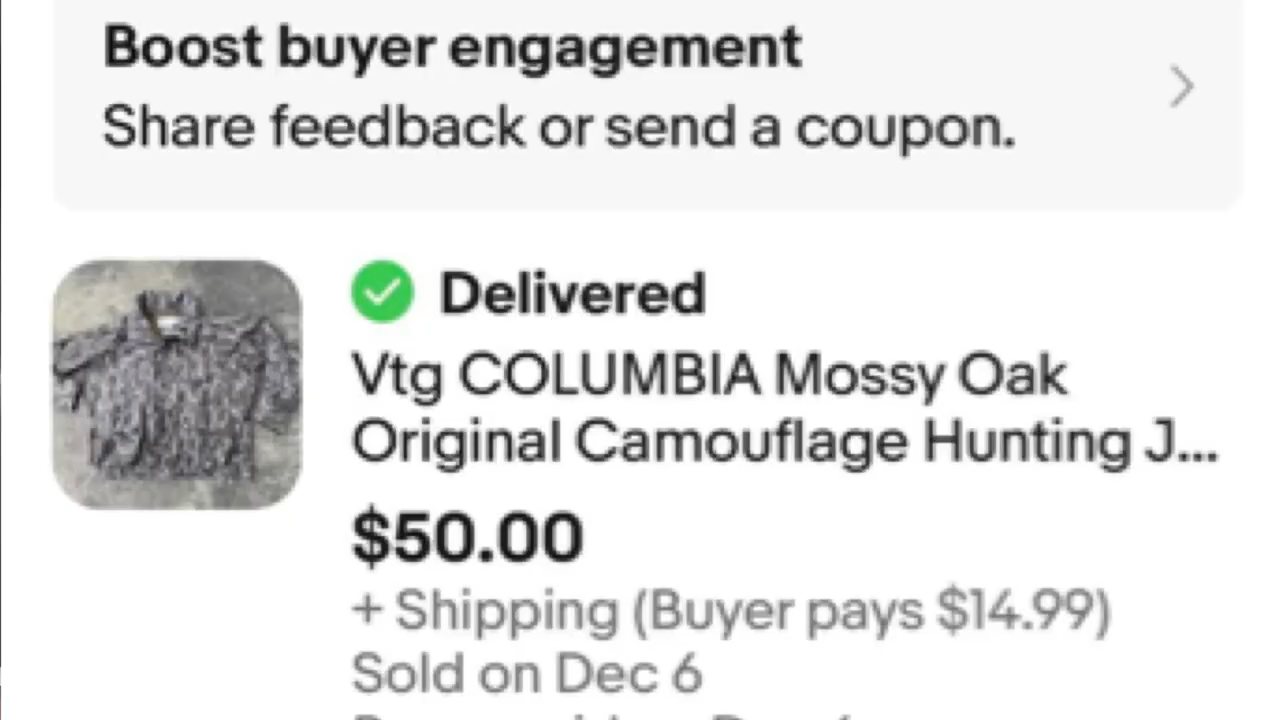 Boost buyer engagement
Share feedback or send a coupon.
Delivered
Vtg COLUMBIA Mossy Oak
Original Camouflage Hunting J...
$50.00
+ Shipping (Buyer pays $14.99)
Sold on Dec 6